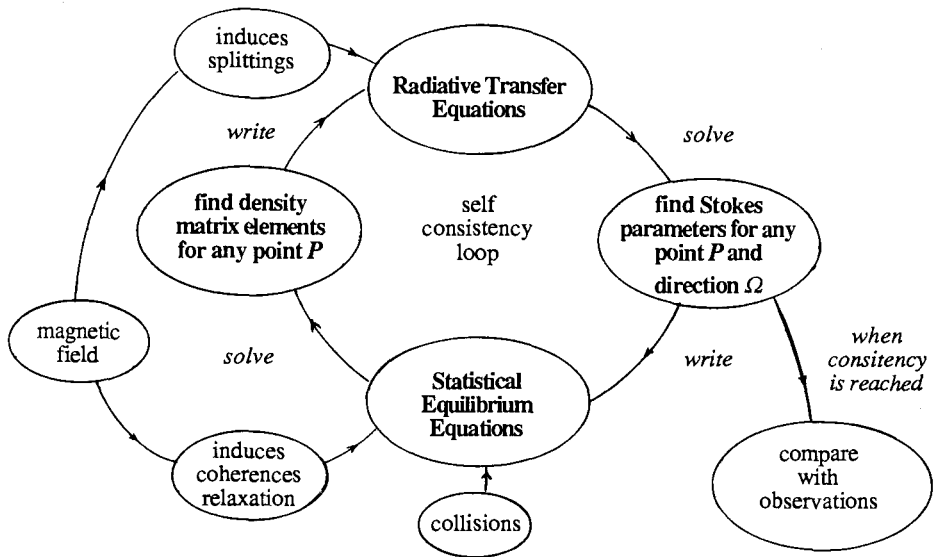 induces
splittings
Radiative Transfer
Equations
write
solve
find density
matrix elements
for any point P
self
consistency
loop
find Stokes
parameters for any
point P and
direction Ω
magnetic
field
solve
write
when
consitency
is reached
Statistical
Equilibrium
Equations
induces
coherences
relaxation
collisions
compare
with
observations